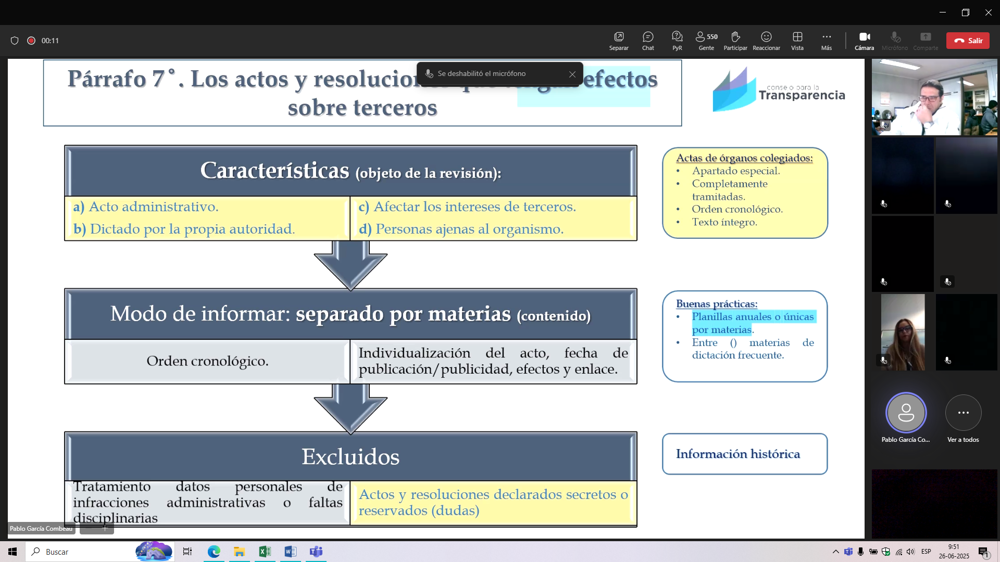 00:11
Separar
Chat
PyR
550
Gente
Participar
Reaccionar
Vista
Más
Cámara
Micrófono
Comparte
Salir
Se deshabilitó el micrófono
Párrafo 7°. Los actos y resolucion efectos
sobre terceros
consejo para la
Transparencia
Características (objeto de la revisión):
a) Acto administrativo.
b) Dictado por la propia autoridad.
c) Afectar los intereses de terceros.
d) Personas ajenas al organismo.
Actas de órganos colegiados:
• Apartado especial.
• Completamente
tramitadas.
• Orden cronológico.
• Texto íntegro.
Modo de informar: separado por materias (contenido)
Orden cronológico.
Individualización del acto, fecha de
publicación/publicidad, efectos y enlace.
Buenas prácticas:
• Planillas anuales o únicas
por materias.
• Entre () materias de
dictación frecuente.
Excluidos
Tratamiento datos personales de
infracciones administrativas o faltas
disciplinarias
Actos y resoluciones declarados secretos o
reservados (dudas)
Información histórica
Pablo García Co...
Ver a todos
Pablo García Combeau
Buscar
ESP
9:51
26-06-2025
1